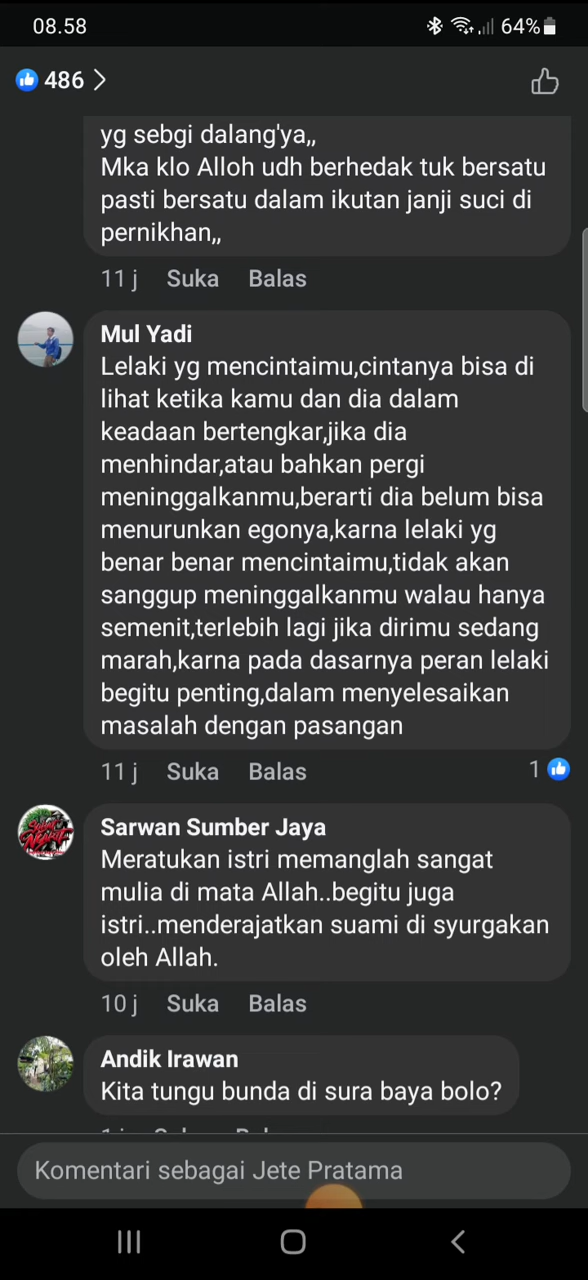 08.58
64%
486
yg sebgi dalang'ya,,
Mka klo Alloh udh berhedak tuk bersatu
pasti bersatu dalam ikutan janji suci di
pernikhan,,
11 j Suka Balas
Mul Yadi
Lelaki yg mencintaimu,cintanya bisa di
lihat ketika kamu dan dia dalam
keadaan bertengkar,jika dia
menhindar,atau bahkan pergi
meninggalkanmu,berarti dia belum bisa
menurunkan egonya,karna lelaki yg
benar benar mencintaimu,tidak akan
sanggup meninggalkanmu walau hanya
semenit,terlebih lagi jika dirimu sedang
marah,karna pada dasarnya peran lelaki
begitu penting,dalam menyelesaikan
masalah dengan pasangan
11 j Suka Balas
1
Sarwan Sumber Jaya
Meratukan istri memanglah sangat
mulia di mata Allah..begitu juga
istri..menderajatkan suami di syurgakan
oleh Allah.
10 j Suka Balas
Andik Irawan
Kita tungu bunda di sura baya bolo?
Komentari sebagai Jete Pratama